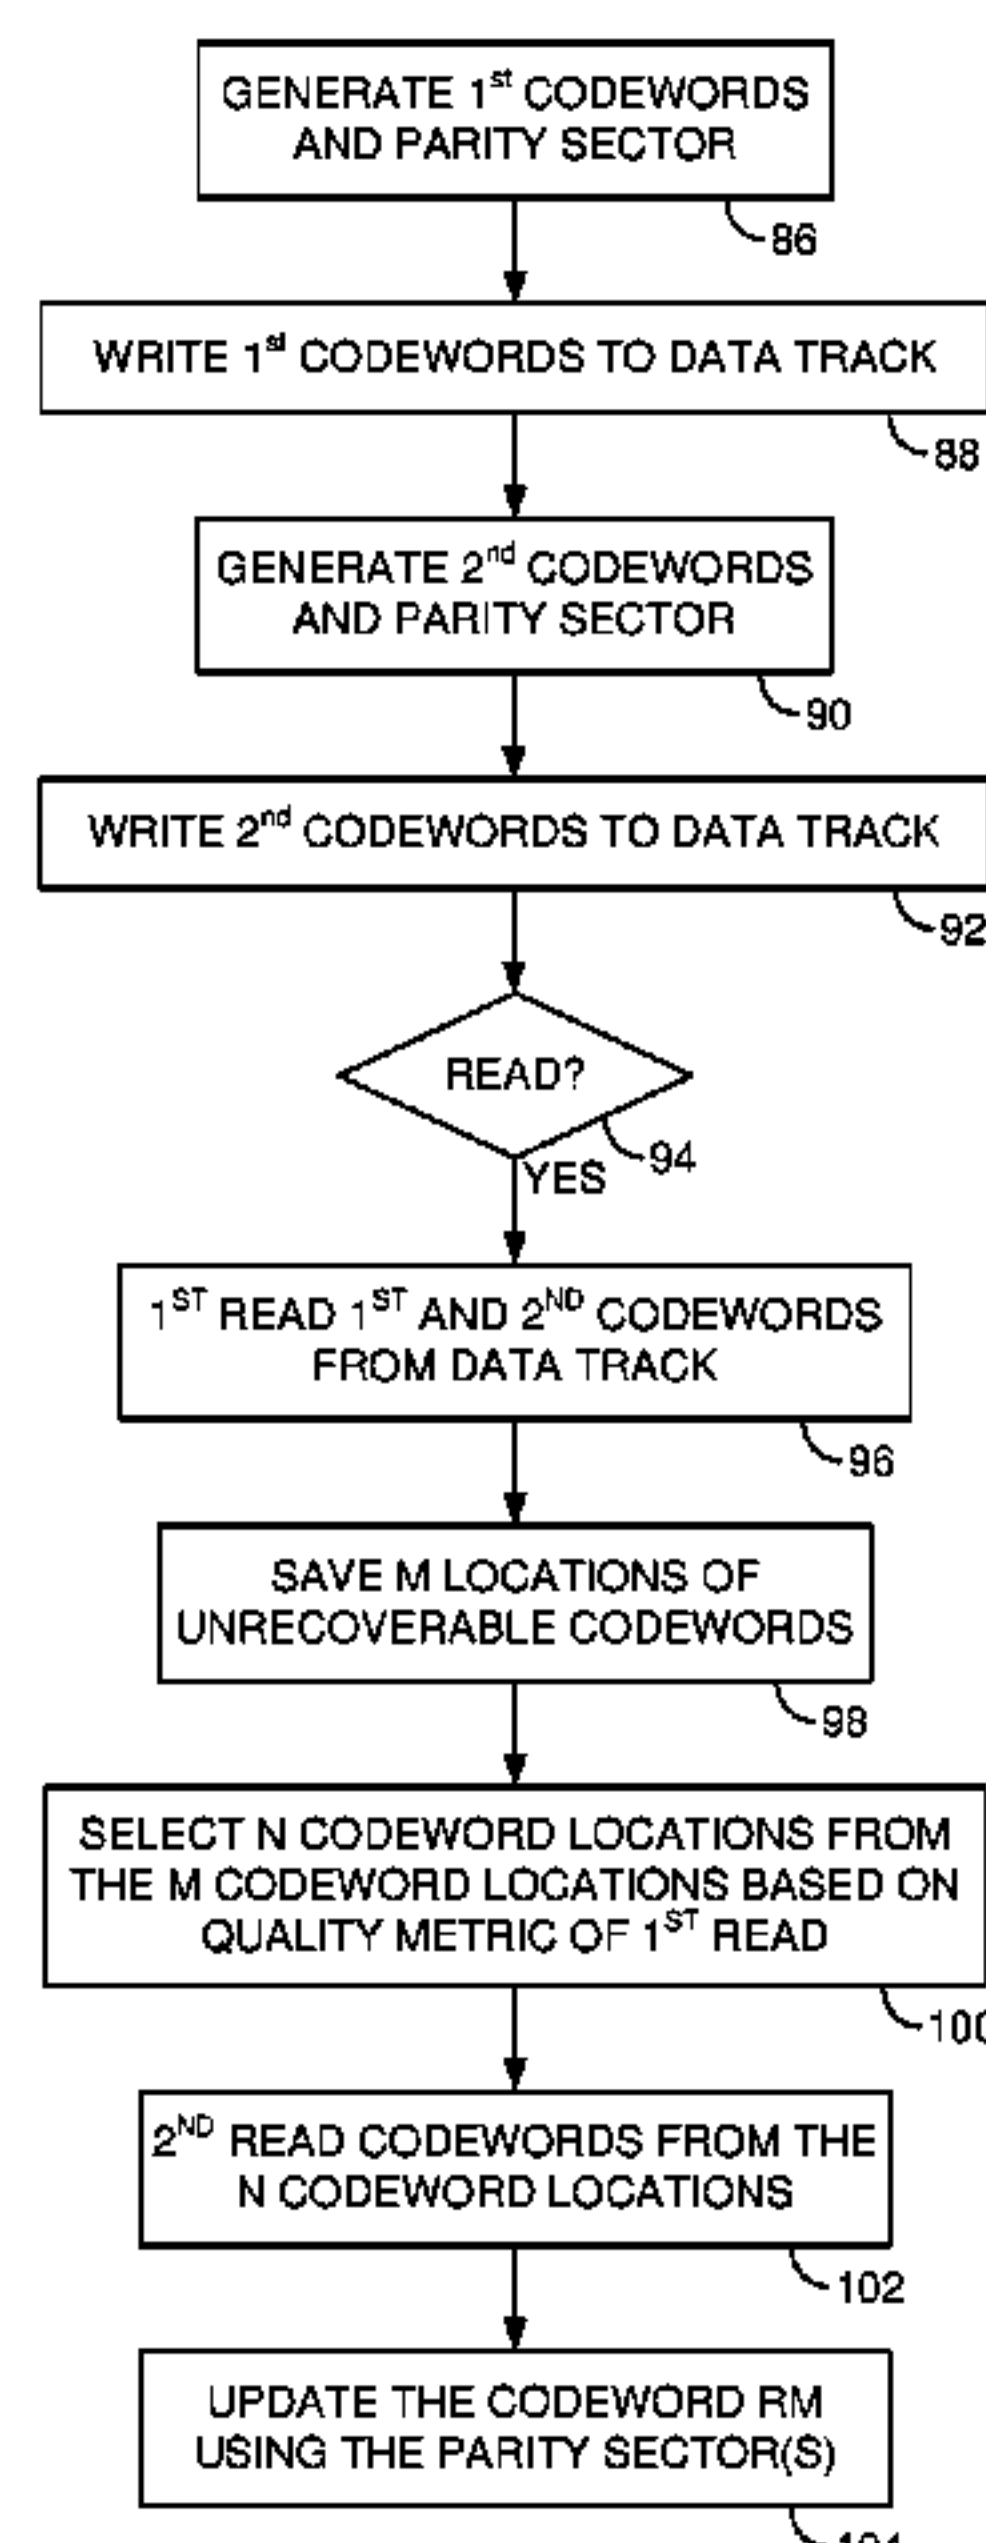 GENERATE 1st CODEWORDS
AND PARITY SECTOR
86
WRITE 1st CODEWORDS TO DATA TRACK
88
GENERATE 2nd CODEWORDS
AND PARITY SECTOR
90
WRITE 2nd CODEWORDS TO DATA TRACK
92
READ?
94
YES
1ST READ 1ST AND 2ND CODEWORDS
FROM DATA TRACK
96
SAVE M LOCATIONS OF
UNRECOVERABLE CODEWORDS
98
SELECT N CODEWORD LOCATIONS FROM
THE M CODEWORD LOCATIONS BASED ON
QUALITY METRIC OF 1ST READ
100
2ND READ CODEWORDS FROM THE
N CODEWORD LOCATIONS
102
UPDATE THE CODEWORD RM
USING THE PARITY SECTOR(S)